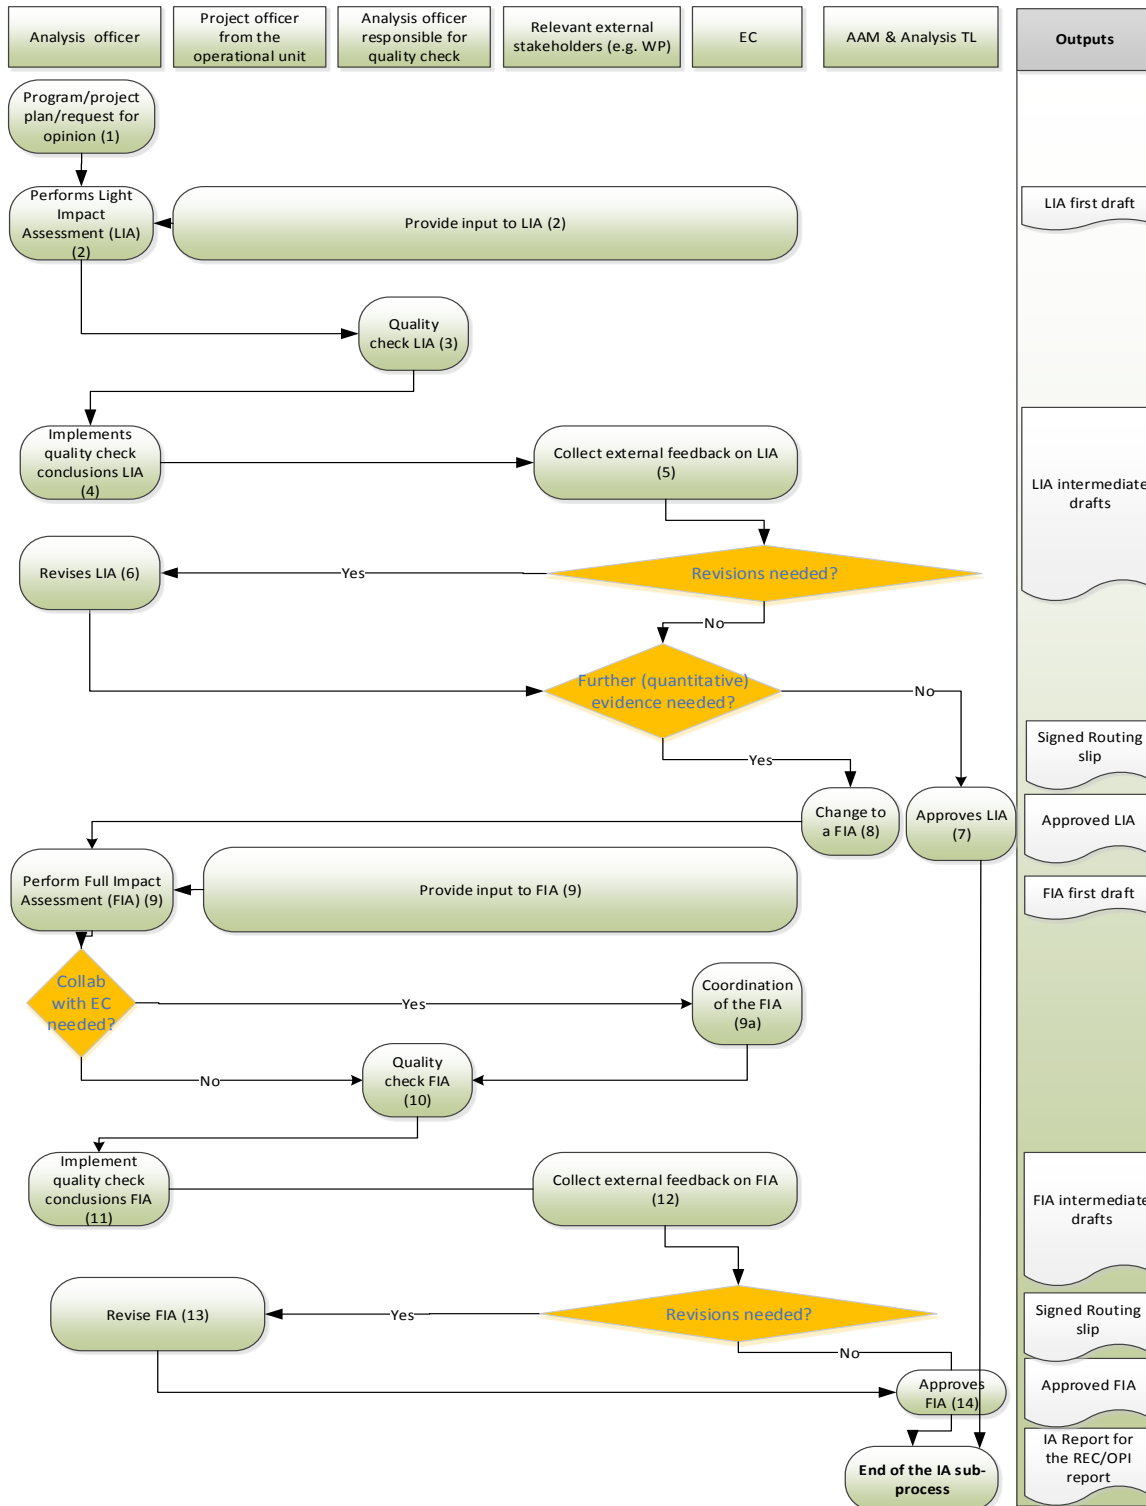 Analysis officer
Project officer
from the
operational unit
Analysis officer
responsible for
quality check
Relevant external
stakeholders (e.g. WP)
EC
AAM & Analysis TL
Outputs
Program/project
plan/request for
opinion (1)
Performs Light
Impact
Assessment (LIA)
(2)
Provide input to LIA (2)
LIA first draft
Quality
check LIA (3)
Implements
quality check
conclusions LIA
(4)
Collect external feedback on LIA
(5)
LIA intermediate
drafts
Revises LIA (6)
Yes
Revisions needed?
No
Further (quantitative)
evidence needed?
No
Yes
Signed Routing
slip
Change to
a FIA (8)
Approves LIA
(7)
Approved LIA
Perform Full Impact
Assessment (FIA) (9)
Provide input to FIA (9)
FIA first draft
Collab
with EC
needed?
Yes
Coordination
of the FIA
(9a)
No
Quality
check FIA
(10)
Implement
quality check
conclusions FIA
(11)
Collect external feedback on FIA
(12)
FIA intermediate
drafts
Revise FIA (13)
Yes
Revisions needed?
No
Signed Routing
slip
Approves
FIA (14)
Approved FIA
End of the IA sub-
process
IA Report for
the REC/OPI
report